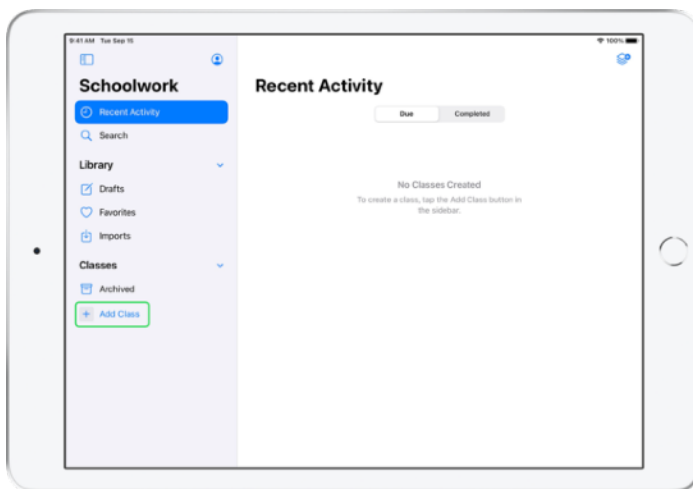 9:41 AM Tue Sep 15
100%
Schoolwork
Recent Activity
Search
Library
Drafts
Favorites
Imports
Classes
Archived
Add Class
Recent Activity
Due
Completed
No Classes Created
To create a class, tap the Add Class button in
the sidebar.